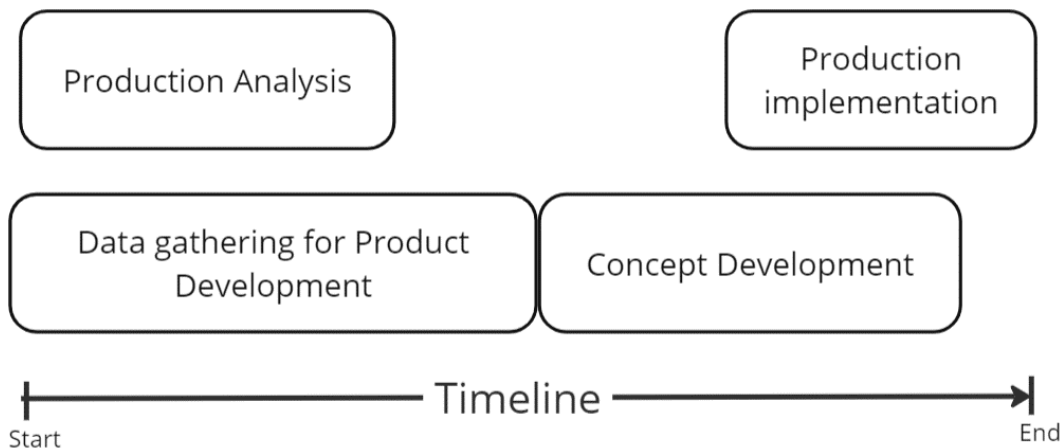 Production Analysis
Production
implementation
Data gathering for Product
Development
Concept Development
Timeline
Start
End